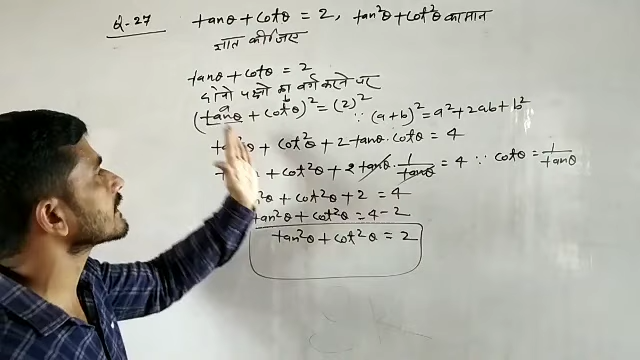 Q-27 tanθ + cotθ = 2, tan²θ + cot²θ का मान
ज्ञात कीजिए
tanθ + cotθ = 2
दोनो पक्षो का वर्ग करने पर
a b
(tanθ + cotθ)² = (2)² ∵ (a+b)² = a² + 2ab + b²
tan²θ + cot²θ + 2 tanθ · cotθ = 4
+ cot²θ + 2 tanθ · 1/tanθ = 4 ∵ cotθ = 1/tanθ
²θ + cot²θ + 2 = 4
tan²θ + cot²θ = 4 - 2
tan²θ + cot²θ = 2